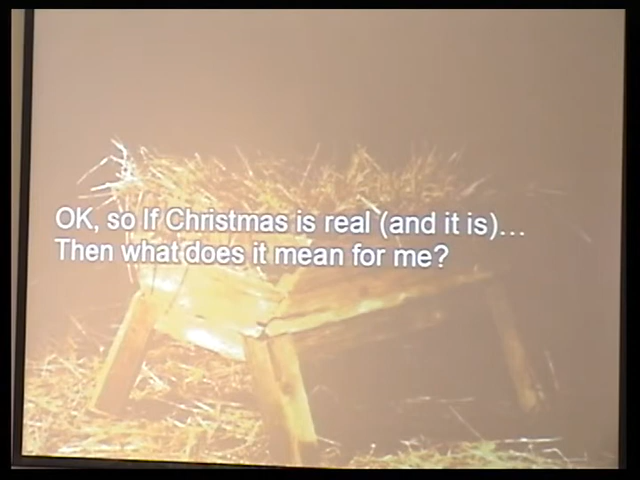 OK, so If Christmas is real (and it is)...
Then what does it mean for me?